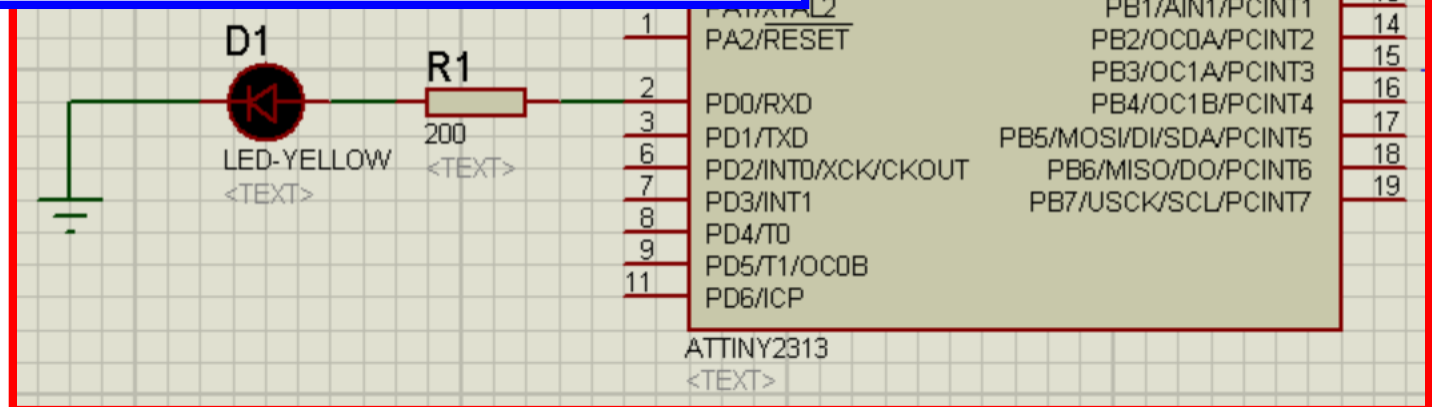 D1
LED-YELLOW
<TEXT>
R1
200
<TEXT>
1
2
3
6
7
8
9
11
PA1/XTAL2
PA2/RESET
PD0/RXD
PD1/TXD
PD2/INT0/XCK/CKOUT
PD3/INT1
PD4/T0
PD5/T1/OC0B
PD6/ICP
PB1/AIN1/PCINT1
PB2/OC0A/PCINT2
PB3/OC1A/PCINT3
PB4/OC1B/PCINT4
PB5/MOSI/DI/SDA/PCINT5
PB6/MISO/DO/PCINT6
PB7/USCK/SCL/PCINT7
14
15
16
17
18
19
ATTINY2313
<TEXT>